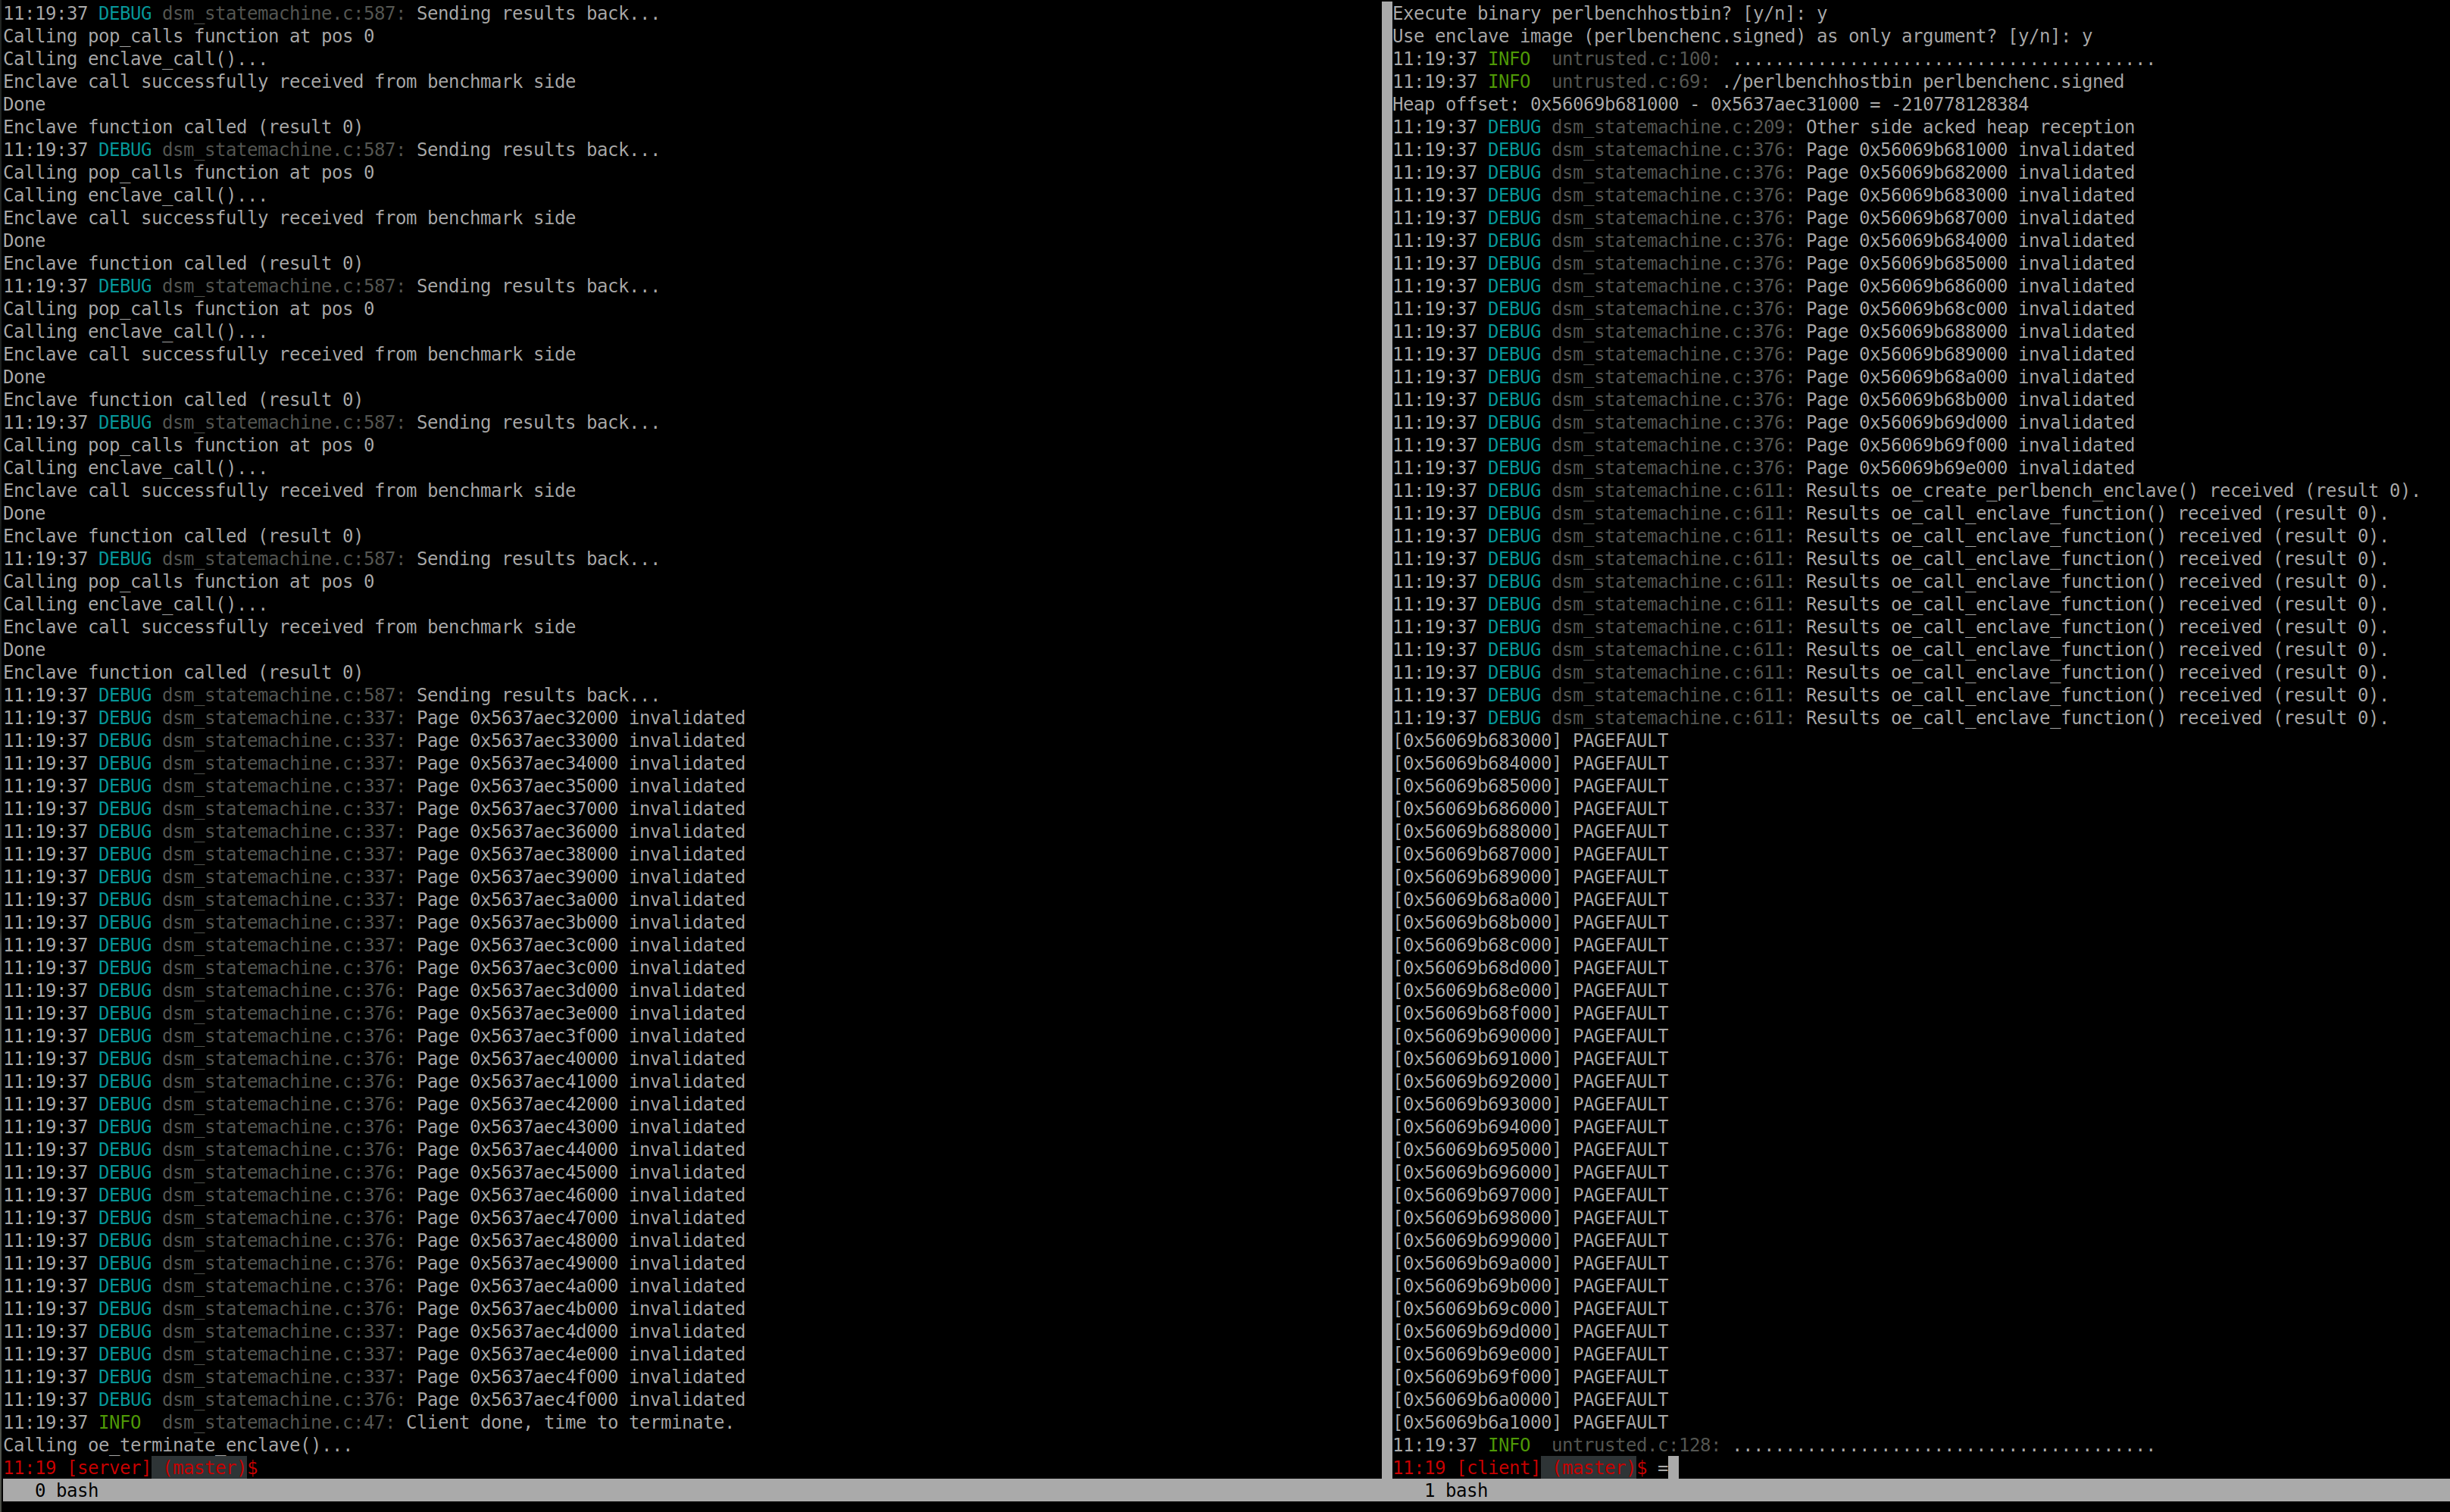 11:19:37 DEBUG dsm_statemachine.c:587: Sending results back...
Calling pop_calls function at pos 0
Calling enclave_call()...
Enclave call successfully received from benchmark side
Done
Enclave function called (result 0)
11:19:37 DEBUG dsm_statemachine.c:587: Sending results back...
Calling pop_calls function at pos 0
Calling enclave_call()...
Enclave call successfully received from benchmark side
Done
Enclave function called (result 0)
11:19:37 DEBUG dsm_statemachine.c:587: Sending results back...
Calling pop_calls function at pos 0
Calling enclave_call()...
Enclave call successfully received from benchmark side
Done
Enclave function called (result 0)
11:19:37 DEBUG dsm_statemachine.c:587: Sending results back...
Calling pop_calls function at pos 0
Calling enclave_call()...
Enclave call successfully received from benchmark side
Done
Enclave function called (result 0)
11:19:37 DEBUG dsm_statemachine.c:587: Sending results back...
Calling pop_calls function at pos 0
Calling enclave_call()...
Enclave call successfully received from benchmark side
Done
Enclave function called (result 0)
11:19:37 DEBUG dsm_statemachine.c:587: Sending results back...
11:19:37 DEBUG dsm_statemachine.c:337: Page 0x5637aec32000 invalidated
11:19:37 DEBUG dsm_statemachine.c:337: Page 0x5637aec33000 invalidated
11:19:37 DEBUG dsm_statemachine.c:337: Page 0x5637aec34000 invalidated
11:19:37 DEBUG dsm_statemachine.c:337: Page 0x5637aec35000 invalidated
11:19:37 DEBUG dsm_statemachine.c:337: Page 0x5637aec37000 invalidated
11:19:37 DEBUG dsm_statemachine.c:337: Page 0x5637aec36000 invalidated
11:19:37 DEBUG dsm_statemachine.c:337: Page 0x5637aec38000 invalidated
11:19:37 DEBUG dsm_statemachine.c:337: Page 0x5637aec39000 invalidated
11:19:37 DEBUG dsm_statemachine.c:337: Page 0x5637aec3a000 invalidated
11:19:37 DEBUG dsm_statemachine.c:337: Page 0x5637aec3b000 invalidated
11:19:37 DEBUG dsm_statemachine.c:337: Page 0x5637aec3c000 invalidated
11:19:37 DEBUG dsm_statemachine.c:376: Page 0x5637aec3c000 invalidated
11:19:37 DEBUG dsm_statemachine.c:376: Page 0x5637aec3d000 invalidated
11:19:37 DEBUG dsm_statemachine.c:376: Page 0x5637aec3e000 invalidated
11:19:37 DEBUG dsm_statemachine.c:376: Page 0x5637aec3f000 invalidated
11:19:37 DEBUG dsm_statemachine.c:376: Page 0x5637aec40000 invalidated
11:19:37 DEBUG dsm_statemachine.c:376: Page 0x5637aec41000 invalidated
11:19:37 DEBUG dsm_statemachine.c:376: Page 0x5637aec42000 invalidated
11:19:37 DEBUG dsm_statemachine.c:376: Page 0x5637aec43000 invalidated
11:19:37 DEBUG dsm_statemachine.c:376: Page 0x5637aec44000 invalidated
11:19:37 DEBUG dsm_statemachine.c:376: Page 0x5637aec45000 invalidated
11:19:37 DEBUG dsm_statemachine.c:376: Page 0x5637aec46000 invalidated
11:19:37 DEBUG dsm_statemachine.c:376: Page 0x5637aec47000 invalidated
11:19:37 DEBUG dsm_statemachine.c:376: Page 0x5637aec48000 invalidated
11:19:37 DEBUG dsm_statemachine.c:376: Page 0x5637aec49000 invalidated
11:19:37 DEBUG dsm_statemachine.c:376: Page 0x5637aec4a000 invalidated
11:19:37 DEBUG dsm_statemachine.c:376: Page 0x5637aec4b000 invalidated
11:19:37 DEBUG dsm_statemachine.c:337: Page 0x5637aec4d000 invalidated
11:19:37 DEBUG dsm_statemachine.c:337: Page 0x5637aec4e000 invalidated
11:19:37 DEBUG dsm_statemachine.c:337: Page 0x5637aec4f000 invalidated
11:19:37 DEBUG dsm_statemachine.c:376: Page 0x5637aec4f000 invalidated
11:19:37 INFO  dsm_statemachine.c:47: Client done, time to terminate.
Calling oe_terminate_enclave()...
11:19 [server] (master)$
0 bash
Execute binary perlbenchhostbin? [y/n]: y
Use enclave image (perlbenchenc.signed) as only argument? [y/n]: y
11:19:37 INFO  untrusted.c:100: ........................................
11:19:37 INFO  untrusted.c:69: ./perlbenchhostbin perlbenchenc.signed
Heap offset: 0x56069b681000 - 0x5637aec31000 = -210778128384
11:19:37 DEBUG dsm_statemachine.c:209: Other side acked heap reception
11:19:37 DEBUG dsm_statemachine.c:376: Page 0x56069b681000 invalidated
11:19:37 DEBUG dsm_statemachine.c:376: Page 0x56069b682000 invalidated
11:19:37 DEBUG dsm_statemachine.c:376: Page 0x56069b683000 invalidated
11:19:37 DEBUG dsm_statemachine.c:376: Page 0x56069b687000 invalidated
11:19:37 DEBUG dsm_statemachine.c:376: Page 0x56069b684000 invalidated
11:19:37 DEBUG dsm_statemachine.c:376: Page 0x56069b685000 invalidated
11:19:37 DEBUG dsm_statemachine.c:376: Page 0x56069b686000 invalidated
11:19:37 DEBUG dsm_statemachine.c:376: Page 0x56069b68c000 invalidated
11:19:37 DEBUG dsm_statemachine.c:376: Page 0x56069b688000 invalidated
11:19:37 DEBUG dsm_statemachine.c:376: Page 0x56069b689000 invalidated
11:19:37 DEBUG dsm_statemachine.c:376: Page 0x56069b68a000 invalidated
11:19:37 DEBUG dsm_statemachine.c:376: Page 0x56069b68b000 invalidated
11:19:37 DEBUG dsm_statemachine.c:376: Page 0x56069b69d000 invalidated
11:19:37 DEBUG dsm_statemachine.c:376: Page 0x56069b69f000 invalidated
11:19:37 DEBUG dsm_statemachine.c:376: Page 0x56069b69e000 invalidated
11:19:37 DEBUG dsm_statemachine.c:611: Results oe_create_perlbench_enclave() received (result 0).
11:19:37 DEBUG dsm_statemachine.c:611: Results oe_call_enclave_function() received (result 0).
11:19:37 DEBUG dsm_statemachine.c:611: Results oe_call_enclave_function() received (result 0).
11:19:37 DEBUG dsm_statemachine.c:611: Results oe_call_enclave_function() received (result 0).
11:19:37 DEBUG dsm_statemachine.c:611: Results oe_call_enclave_function() received (result 0).
11:19:37 DEBUG dsm_statemachine.c:611: Results oe_call_enclave_function() received (result 0).
11:19:37 DEBUG dsm_statemachine.c:611: Results oe_call_enclave_function() received (result 0).
11:19:37 DEBUG dsm_statemachine.c:611: Results oe_call_enclave_function() received (result 0).
11:19:37 DEBUG dsm_statemachine.c:611: Results oe_call_enclave_function() received (result 0).
11:19:37 DEBUG dsm_statemachine.c:611: Results oe_call_enclave_function() received (result 0).
11:19:37 DEBUG dsm_statemachine.c:611: Results oe_call_enclave_function() received (result 0).
[0x56069b683000] PAGEFAULT
[0x56069b684000] PAGEFAULT
[0x56069b685000] PAGEFAULT
[0x56069b686000] PAGEFAULT
[0x56069b688000] PAGEFAULT
[0x56069b687000] PAGEFAULT
[0x56069b689000] PAGEFAULT
[0x56069b68a000] PAGEFAULT
[0x56069b68b000] PAGEFAULT
[0x56069b68c000] PAGEFAULT
[0x56069b68d000] PAGEFAULT
[0x56069b68e000] PAGEFAULT
[0x56069b68f000] PAGEFAULT
[0x56069b690000] PAGEFAULT
[0x56069b691000] PAGEFAULT
[0x56069b692000] PAGEFAULT
[0x56069b693000] PAGEFAULT
[0x56069b694000] PAGEFAULT
[0x56069b695000] PAGEFAULT
[0x56069b696000] PAGEFAULT
[0x56069b697000] PAGEFAULT
[0x56069b698000] PAGEFAULT
[0x56069b699000] PAGEFAULT
[0x56069b69a000] PAGEFAULT
[0x56069b69b000] PAGEFAULT
[0x56069b69c000] PAGEFAULT
[0x56069b69d000] PAGEFAULT
[0x56069b69e000] PAGEFAULT
[0x56069b69f000] PAGEFAULT
[0x56069b6a0000] PAGEFAULT
[0x56069b6a1000] PAGEFAULT
11:19:37 INFO  untrusted.c:128: ........................................
11:19 [client] (master)$ =
1 bash